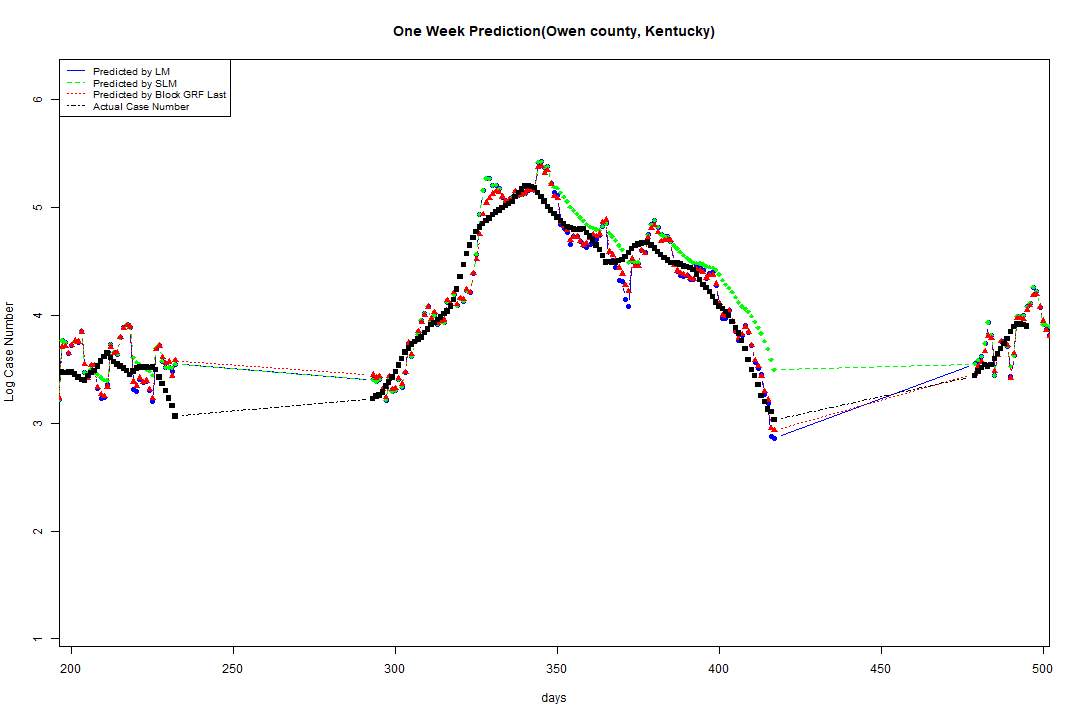 One Week Prediction(Owen county, Kentucky)
Predicted by LM
Predicted by SLM
Predicted by Block GRF Last
Actual Case Number
6
5
4
3
2
1
Log Case Number
200 250 300 350 400 450 500
days